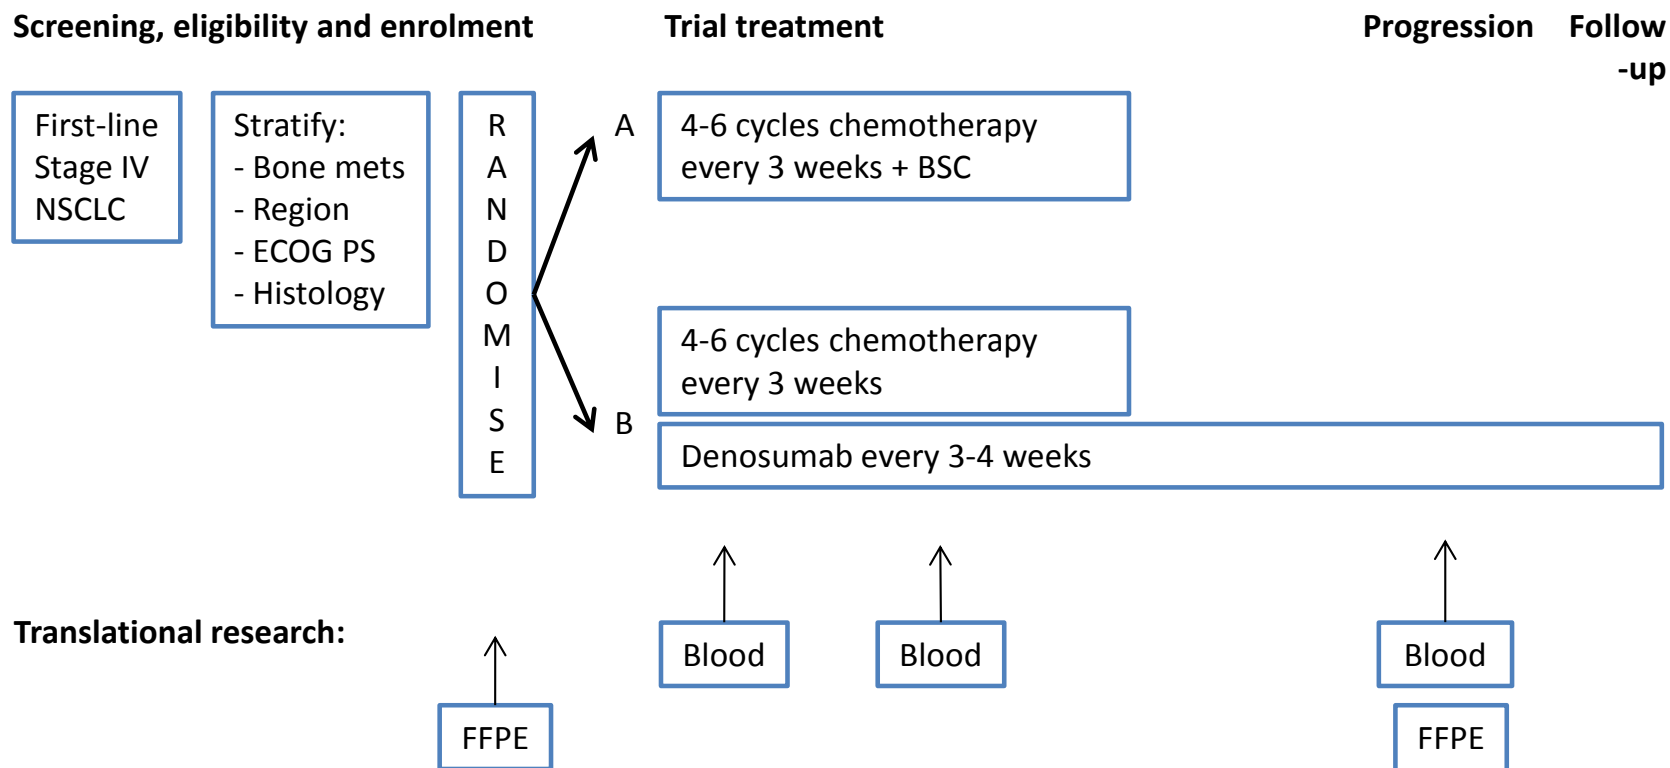 Screening, eligibility and enrolment
Trial treatment
Progression
Follow
-up
First-line
Stage IV
NSCLC
Stratify:
- Bone mets
- Region
- ECOG PS
- Histology
R
A
N
D
O
M
I
S
E
A
4-6 cycles chemotherapy
every 3 weeks + BSC
4-6 cycles chemotherapy
every 3 weeks
B
Denosumab every 3-4 weeks
Translational research:
Blood
Blood
Blood
FFPE
FFPE